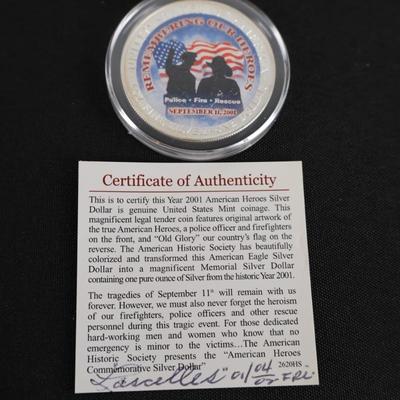 REMEMBERING OUR HEROES
Police • Fire • Rescue
SEPTEMBER 11, 2001
Certificate of Authenticity
This is to certify this Year 2001 American Heroes Silver
Dollar is genuine United States Mint coinage. This
magnificent legal tender coin features original artwork of
the true American Heroes, a police officer and firefighters
on the front, and "Old Glory" our country's flag on the
reverse. The American Historic Society has beautifully
colorized and transformed this American Eagle Silver
Dollar into a magnificent Memorial Silver Dollar
containing one pure ounce of Silver from the historic Year 2001.
The tragedies of September 11th will remain with us
forever. However, we must also never forget the heroism
of our firefighters, police officers and other rescue
personnel during this tragic event. For those dedicated
hard-working men and women who know that no
emergency is minor to the victims...The American
Historic Society presents the "American Heroes
Commemorative Silver Dollar" 2620HS
Lascelles" 01/04/02 FRI.